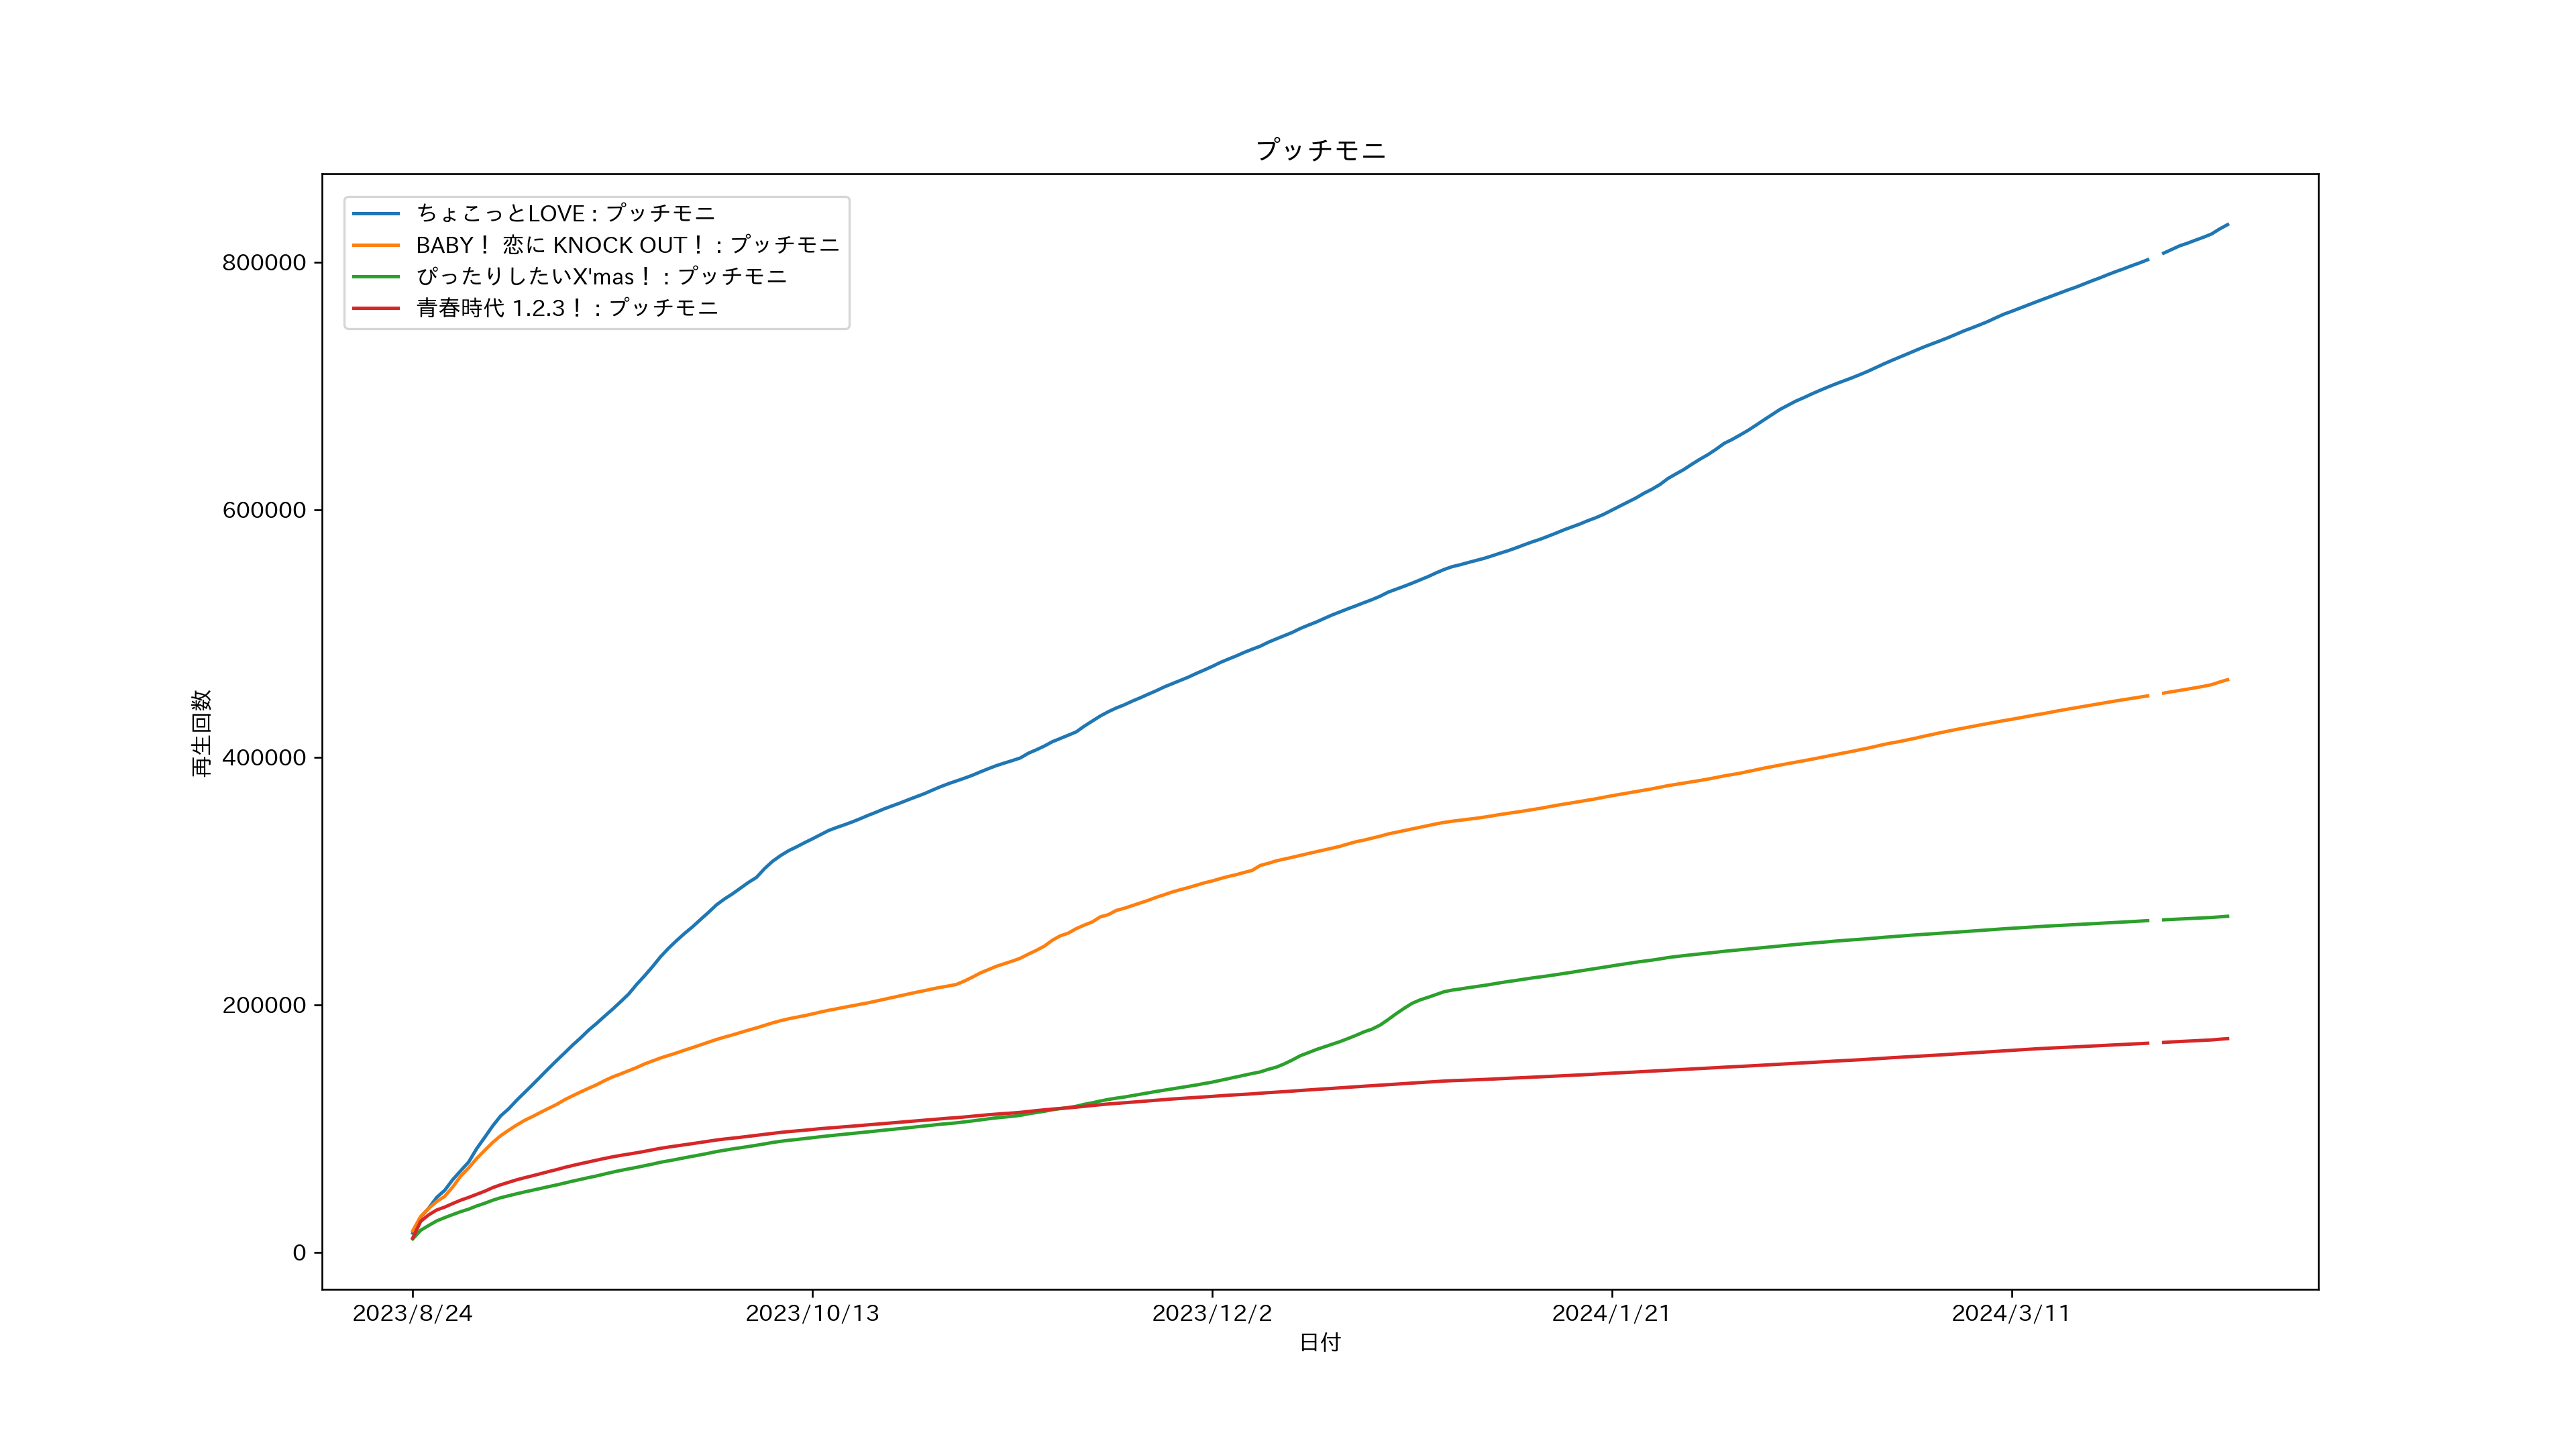 プッチモニ
ちょこっとLOVE : プッチモニ
BABY！ 恋に KNOCK OUT！ : プッチモニ
ぴったりしたいX'mas！ : プッチモニ
青春時代 1.2.3！ : プッチモニ
800000
600000
400000
200000
0
再生回数
2023/8/24
2023/10/13
2023/12/2
2024/1/21
2024/3/11
日付